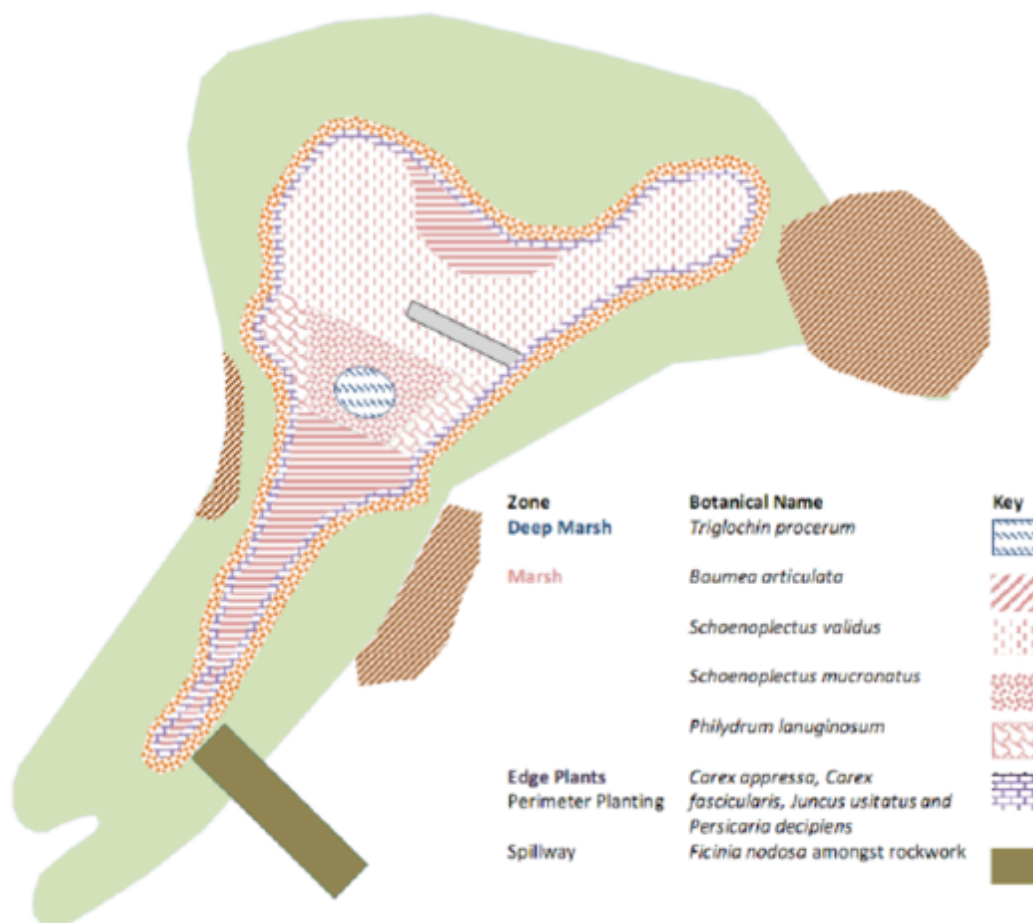 Zone Botanical Name Key
Deep Marsh Triglochin procerum
Marsh Baumea articulata
Schoenoplectus validus
Schoenoplectus mucronatus
Philydrum lanuginosum
Edge Plants Carex appressa, Carex
Perimeter Planting fascicularis, Juncus usitatus and
Persicaria decipiens
Spillway Ficinia nodosa amongst rockwork